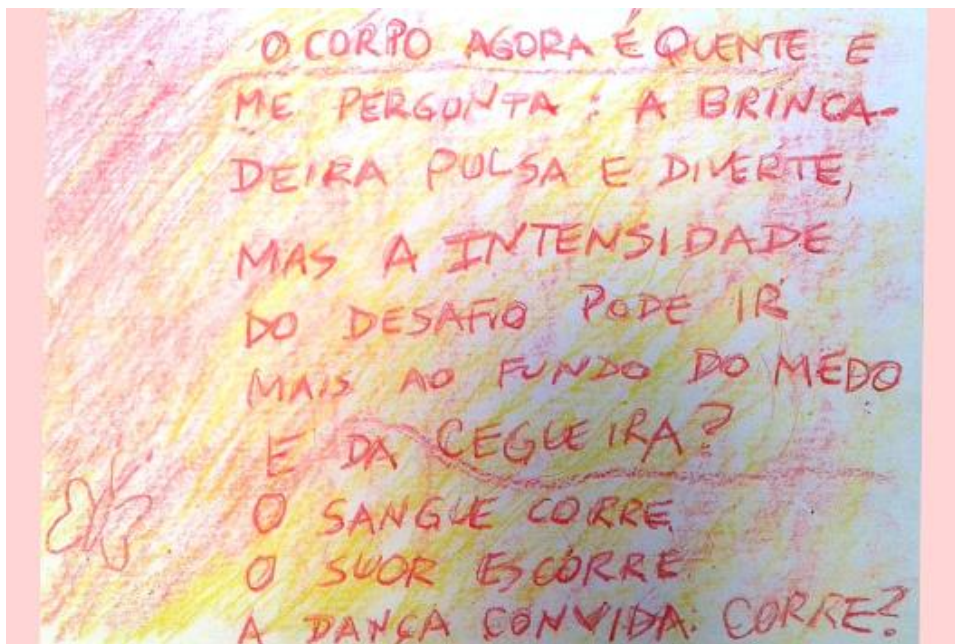 O CORPO AGORA É QUENTE E
ME PERGUNTA: A BRINCA-
DEIRA PULSA E DIVERTE,
MAS A INTENSIDADE
DO DESAFIO PODE IR
MAIS AO FUNDO DO MEDO
E DA CEGUEIRA?
O SANGUE CORRE
O SUOR ESCORRE
A DANÇA CONVIDA. CORRE?